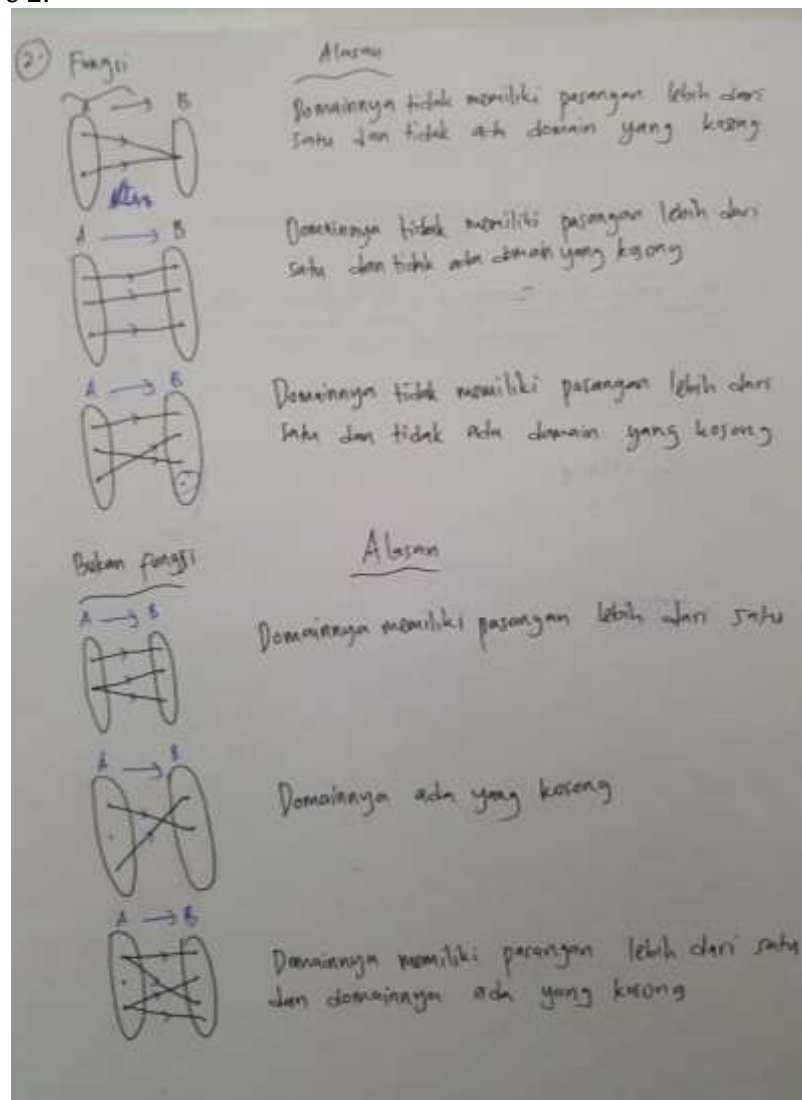 2.
② Fungsi
Alasan
A → B
Domainnya tidak memiliki pasangan lebih dari
satu dan tidak ada domain yang kosong
A → B
Domainnya tidak memiliki pasangan lebih dari
satu dan tidak ada domain yang kosong
A → B
Domainnya tidak memiliki pasangan lebih dari
satu dan tidak ada domain yang kosong
Bukan fungsi
Alasan
A → B
Domainnya memiliki pasangan lebih dari satu
A → B
Domainnya ada yang kosong
A → B
Domainnya memiliki pasangan lebih dari satu
dan domainnya ada yang kosong